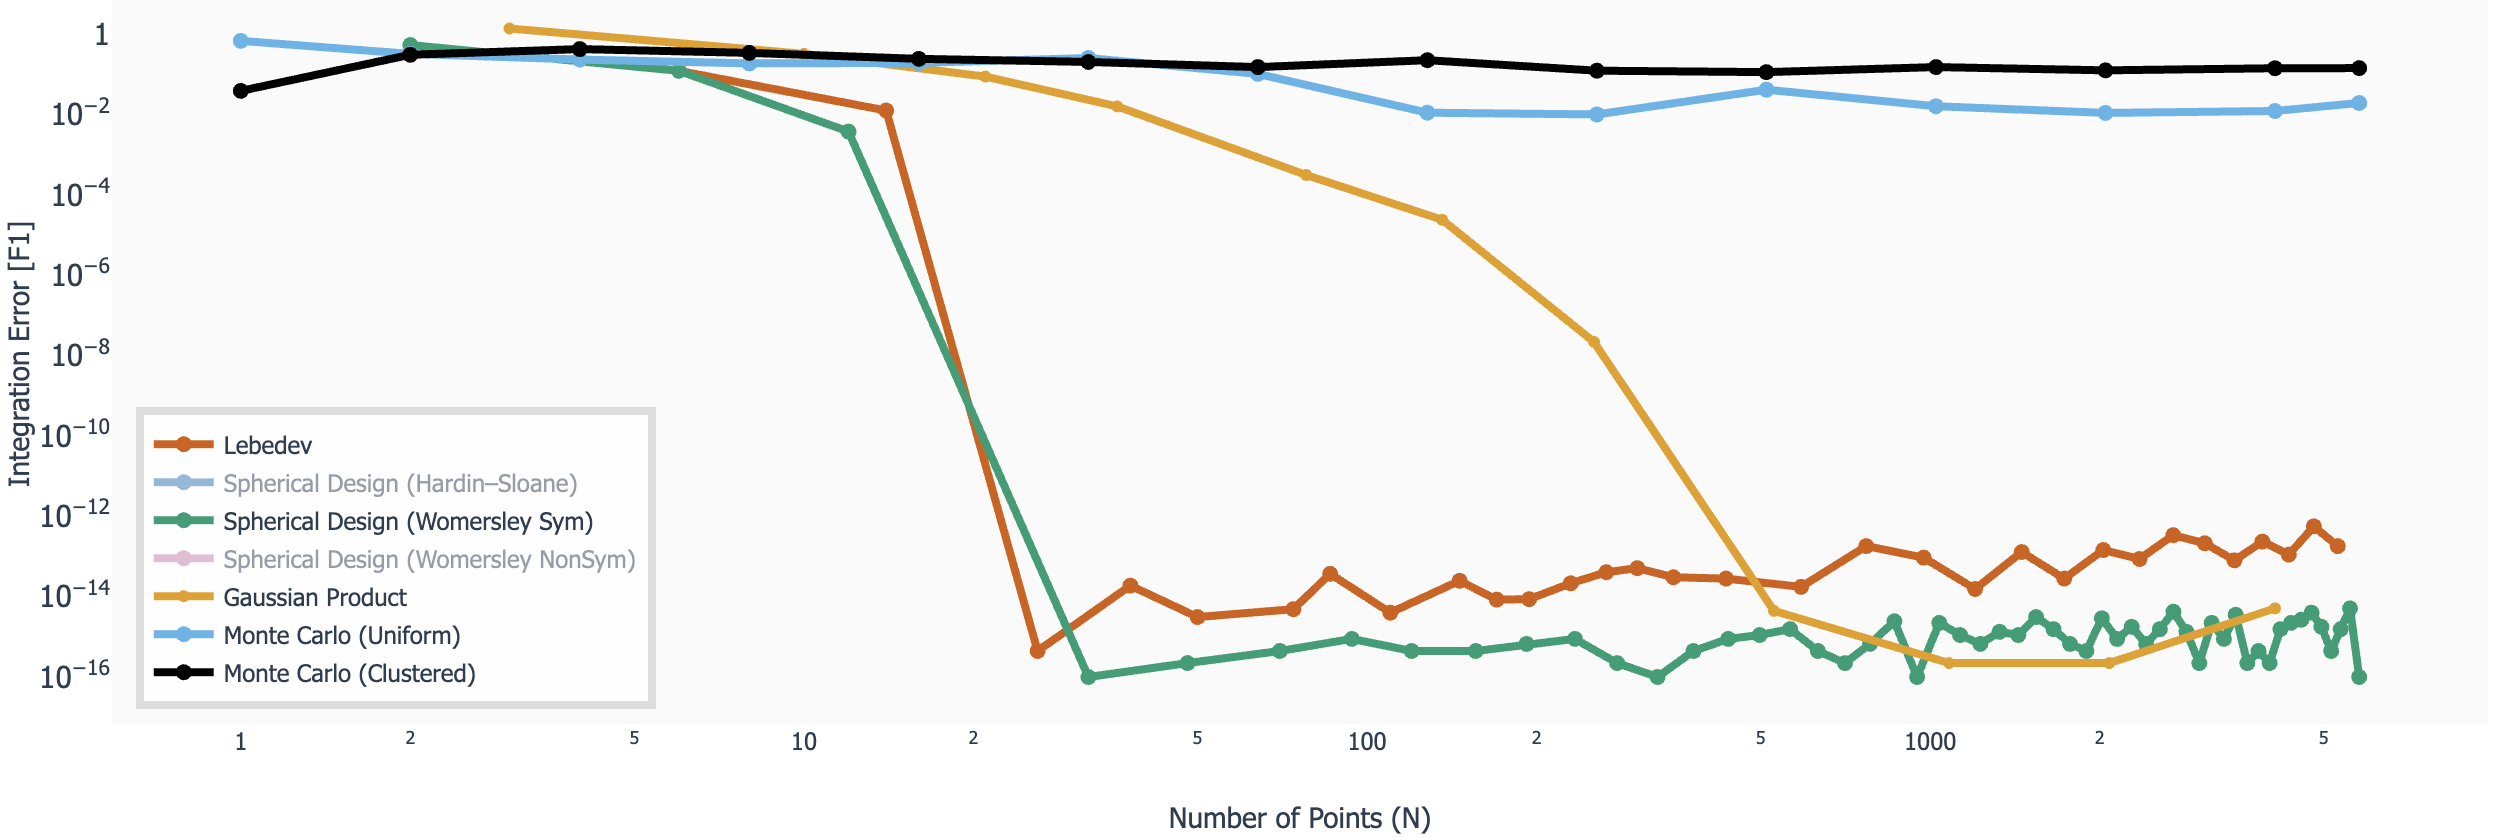 Integration Error [F1]
1
10−2
10−4
10−6
10−8
10−10
10−12
10−14
10−16
Lebedev
Spherical Design (Hardin–Sloane)
Spherical Design (Womersley Sym)
Spherical Design (Womersley NonSym)
Gaussian Product
Monte Carlo (Uniform)
Monte Carlo (Clustered)
1 2 5 10 2 5 100 2 5 1000 2 5
Number of Points (N)